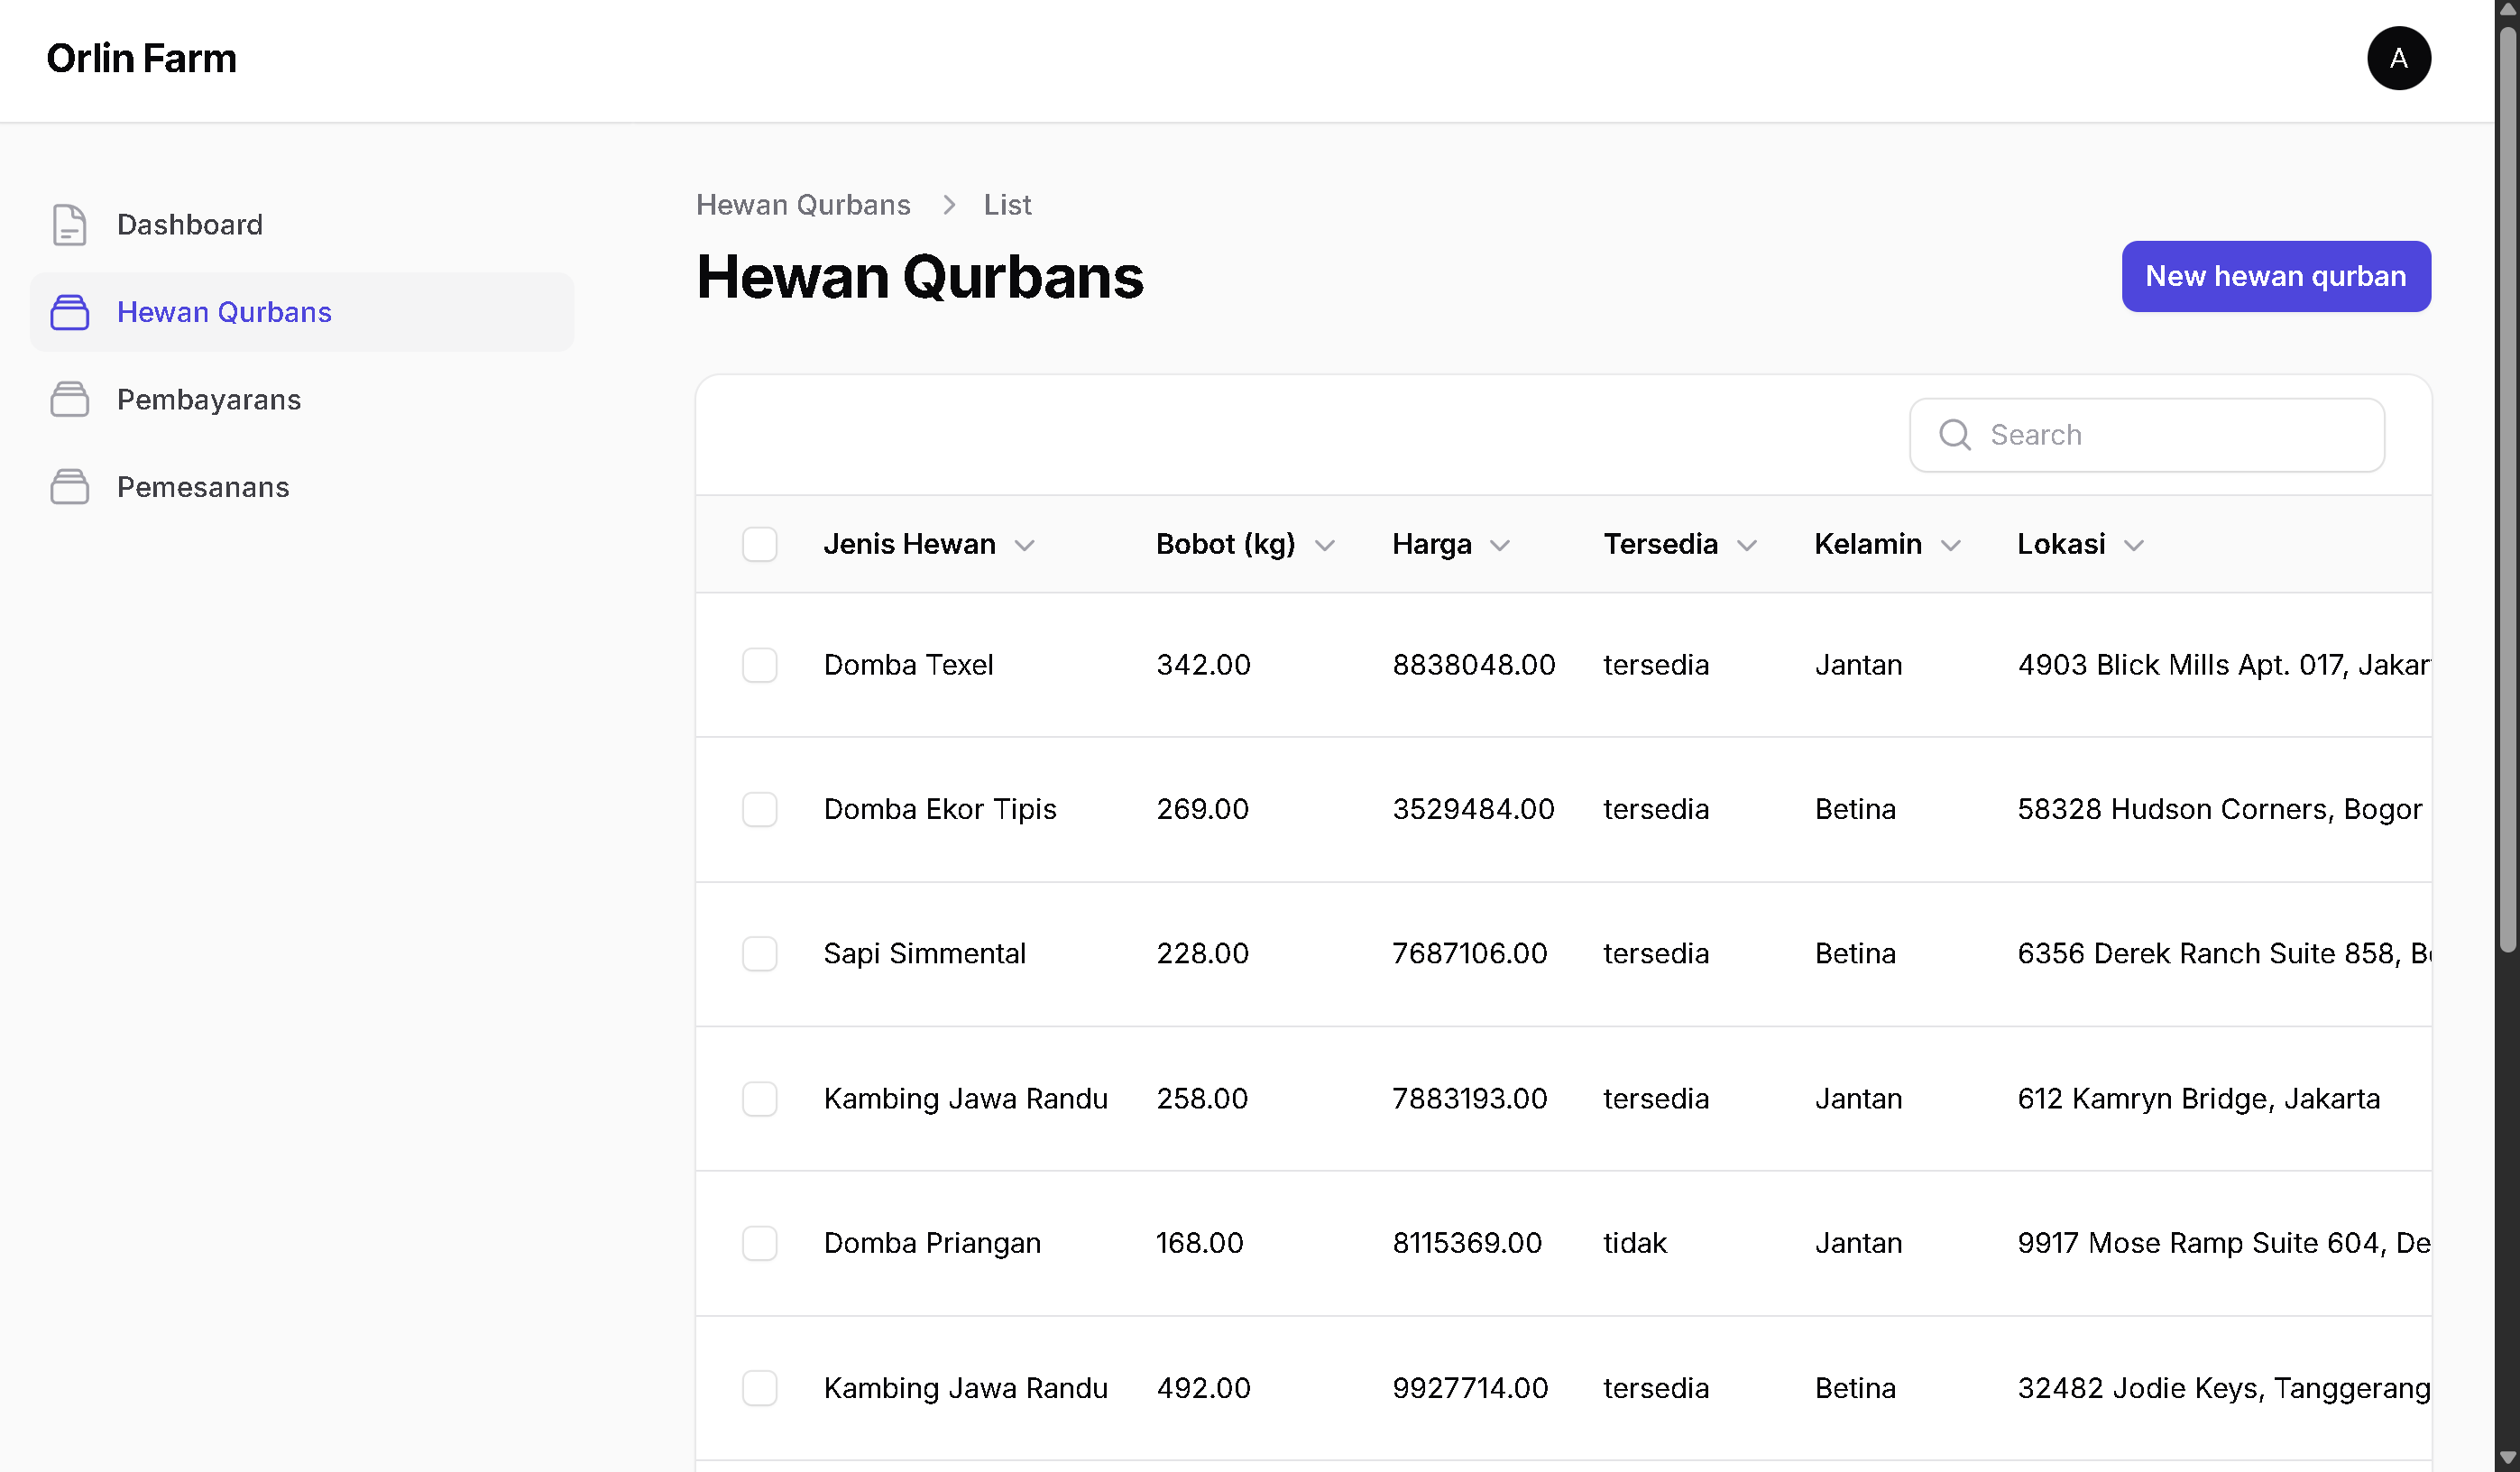 Orlin Farm
A
Dashboard
Hewan Qurbans
Pembayarans
Pemesanans
Hewan Qurbans > List
Hewan Qurbans
New hewan qurban
Search
Jenis Hewan Bobot (kg) Harga Tersedia Kelamin Lokasi
Domba Texel 342.00 8838048.00 tersedia Jantan 4903 Blick Mills Apt. 017,
Domba Ekor Tipis 269.00 3529484.00 tersedia Betina 58328 Hudson Corners, Bogor
Sapi Simmental 228.00 7687106.00 tersedia Betina 6356 Derek Ranch Suite 858,
Kambing Jawa Randu 258.00 7883193.00 tersedia Jantan 612 Kamryn Bridge, Jakarta
Domba Priangan 168.00 8115369.00 tidak Jantan 9917 Mose Ramp Suite 604, De
Kambing Jawa Randu 492.00 9927714.00 tersedia Betina 32482 Jodie Keys, Tanggerang